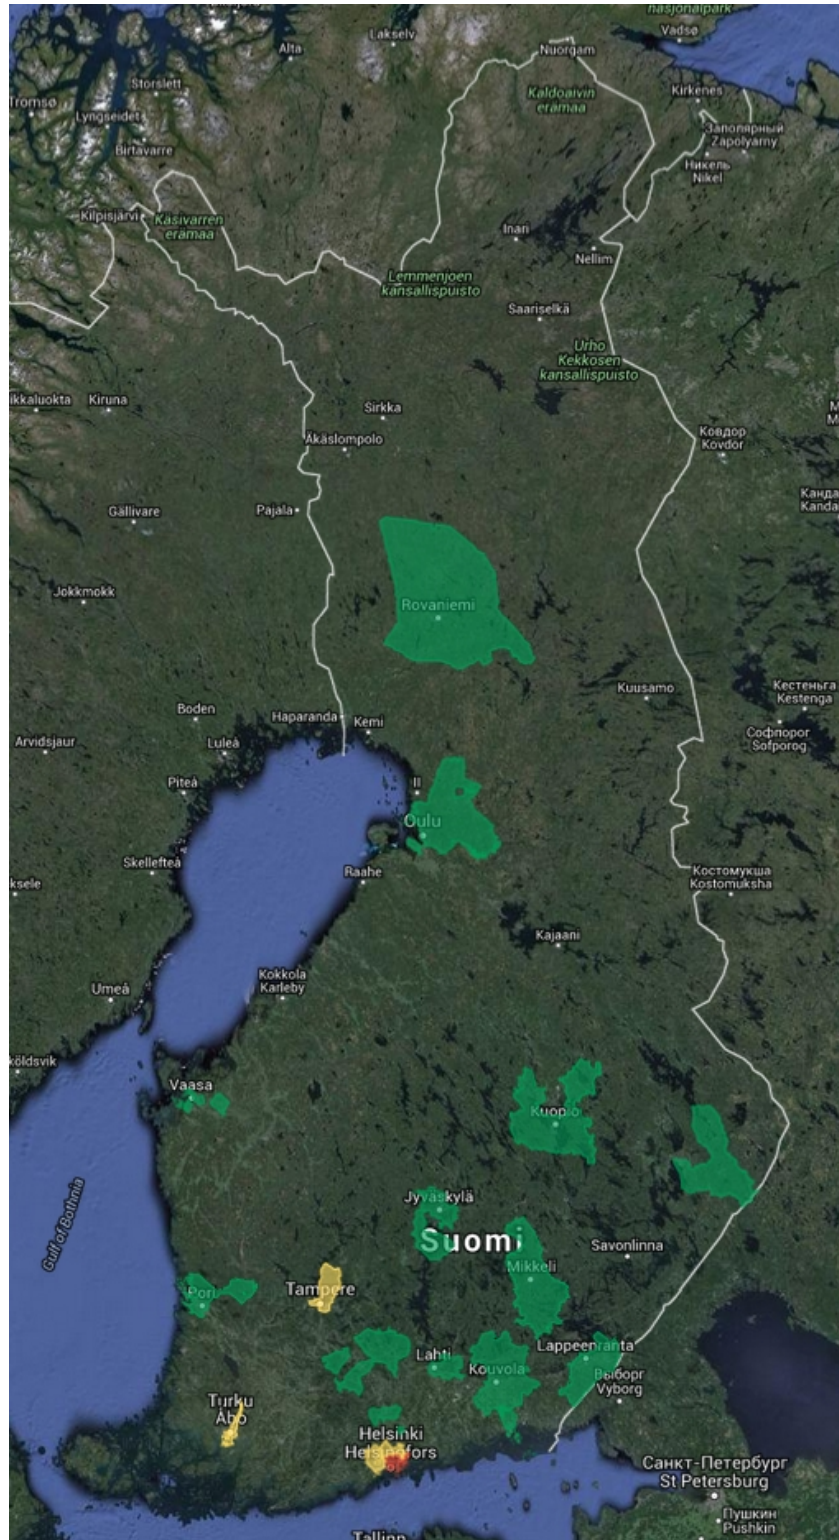 nasjonalpark
Vadsø
Lakselv
Alta
Nuorgam
Storslett
Kaldoaivin
erämaa
Kirkenes
Tromsø
Lyngseidet
Заполярный
Zapolyarny
Birtavarre
Никель
Nikel
Kilpisjärvi
Käsivarren
erämaa
Inari
Nellim
Lemmenjoen
kansallispuisto
Saariselkä
Urho
Kekkosen
kansallispuisto
ikkaluokta
Kiruna
Sirkka
Äkäslompolo
Ковдор
Kovdor
Gällivare
Pajala
Канда
Kanda
Jokkmokk
Rovaniemi
Kuusamo
Кестеньга
Kestenga
Boden
Haparanda
Kemi
Софпорог
Sofporog
Arvidsjaur
Luleå
Piteå
Ii
Oulu
Skellefteå
Raahe
Костомукша
Kostomuksha
ksele
Kajaani
Umeå
Kokkola
Karleby
köldsvik
Vaasa
Kuopio
Gulf of Bothnia
Jyväskylä
Suomi
Savonlinna
Mikkeli
Pori
Tampere
Lahti
Lappeenranta
Kouvola
Выборг
Vyborg
Turku
Åbo
Helsinki
Helsingfors
Санкт-Петербург
St Petersburg
Пушкин
Pushkin
Tallinn